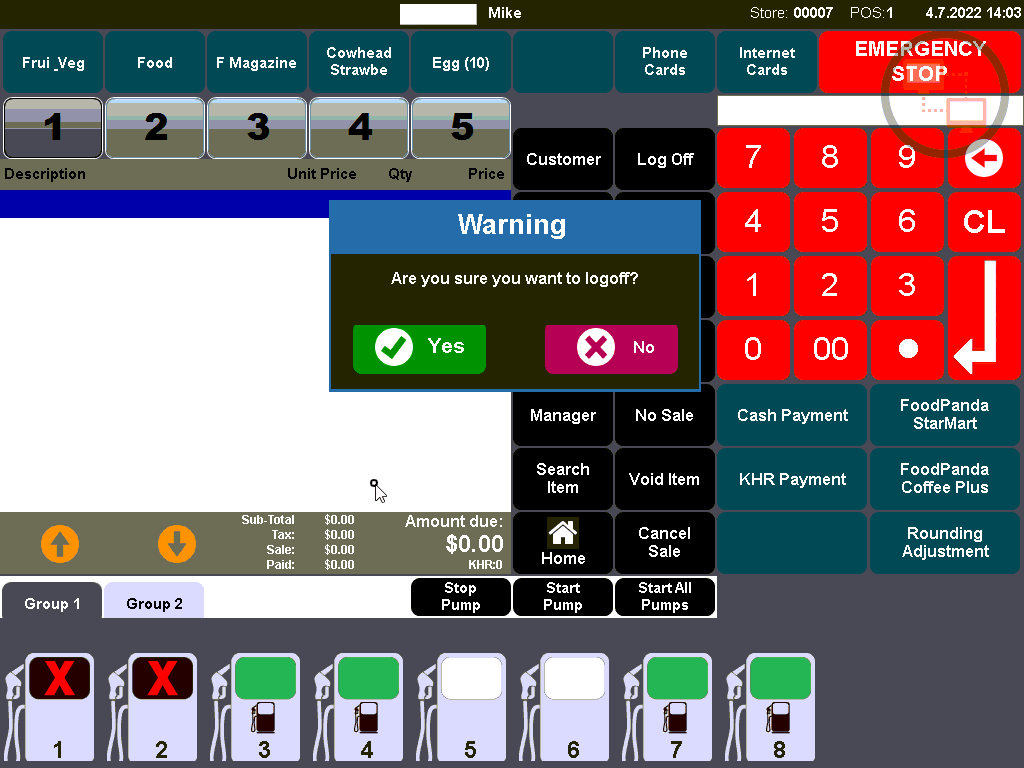 Mike
Store: 00007 POS:1 4.7.2022 14:03
Frui_Veg
Food
F Magazine
Cowhead
Strawbe
Egg (10)
Phone
Cards
Internet
Cards
EMERGENCY
STOP
1
2
3
4
5
Description Unit Price Qty Price
Customer
Log Off
7
8
9
4
5
6
CL
1
2
3
0
00
Warning
Are you sure you want to logoff?
Yes
No
Manager
No Sale
Cash Payment
FoodPanda
StarMart
Search
Item
Void Item
KHR Payment
FoodPanda
Coffee Plus
Home
Cancel
Sale
Rounding
Adjustment
Sub-Total $0.00
Tax: $0.00
Sale: $0.00
Paid: $0.00
Amount due:
$0.00
KHR:0
Group 1
Group 2
Stop
Pump
Start
Pump
Start All
Pumps
X
X
1
2
3
4
5
6
7
8